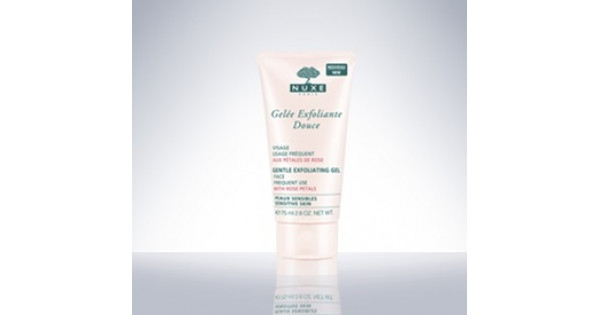 NOUVEAU
NEW
NUXE
PARIS
Gelée Exfoliante
Douce
VISAGE
USAGE FRÉQUENT
AUX PÉTALES DE ROSE
GENTLE EXFOLIATING GEL
FACE
FREQUENT USE
WITH ROSE PETALS
PEAUX SENSIBLES
SENSITIVE SKIN
75 ml 2.6 OZ. NET WT.